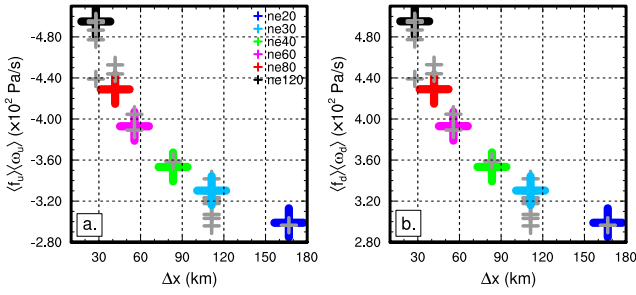 ⟨f_u⟩⟨ω_u⟩ (×10² Pa/s)
-4.80
-4.40
-4.00
-3.60
-3.20
-2.80
ne20
ne30
ne40
ne60
ne80
ne120
a.
30 60 90 120 150 180
Δx (km)
⟨f_d⟩⟨ω_d⟩ (×10² Pa/s)
4.80
4.40
4.00
3.60
3.20
2.80
b.
30 60 90 120 150 180
Δx (km)